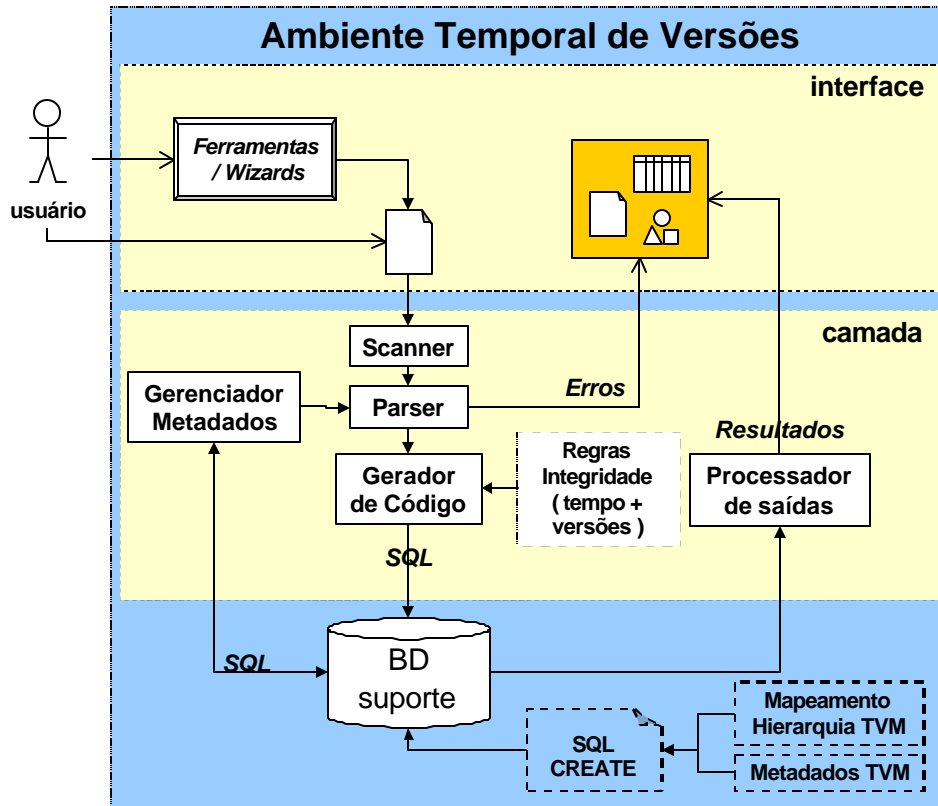 Ambiente Temporal de Versões
interface
Ferramentas
/ Wizards
usuário
camada
Scanner
Gerenciador
Metadados
Parser
Erros
Resultados
Gerador
de Código
Regras
Integridade
( tempo +
versões )
Processador
de saídas
SQL
SQL
BD
suporte
SQL
CREATE
Mapeamento
Hierarquia TVM
Metadados TVM